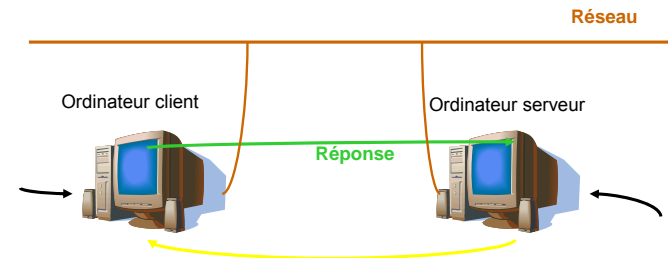 Réseau
Ordinateur client
Ordinateur serveur
Réponse